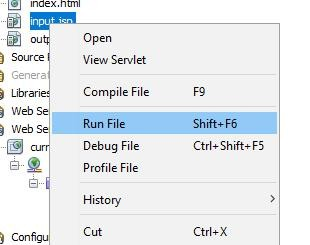 index.html
input.jsp
outp
Open
View Servlet
Source P
Generat
Compile File F9
Libraries
Web Se
Run File Shift+F6
Web Se
Debug File Ctrl+Shift+F5
curr
Profile File
History
Cut Ctrl+X
Configu